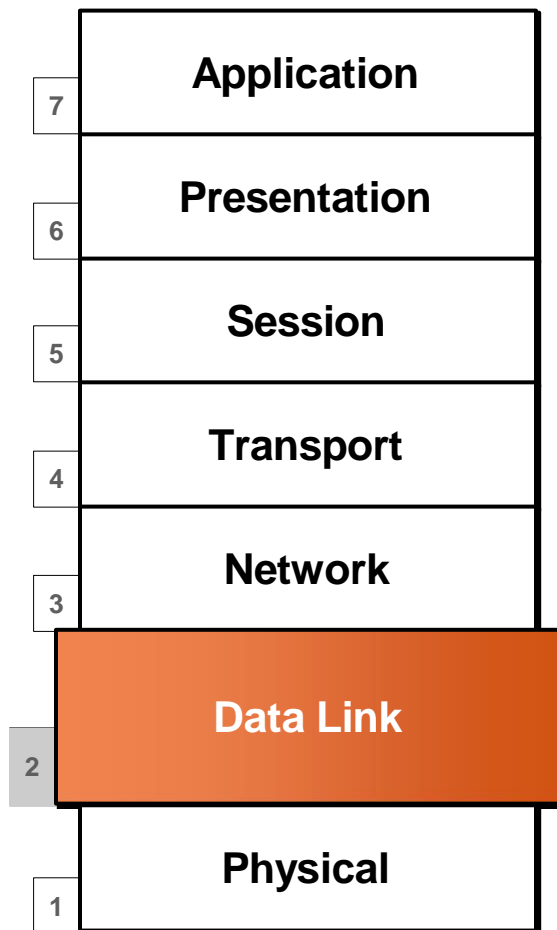 Application
7
Presentation
6
Session
5
Transport
4
Network
3
Data Link
2
Physical
1